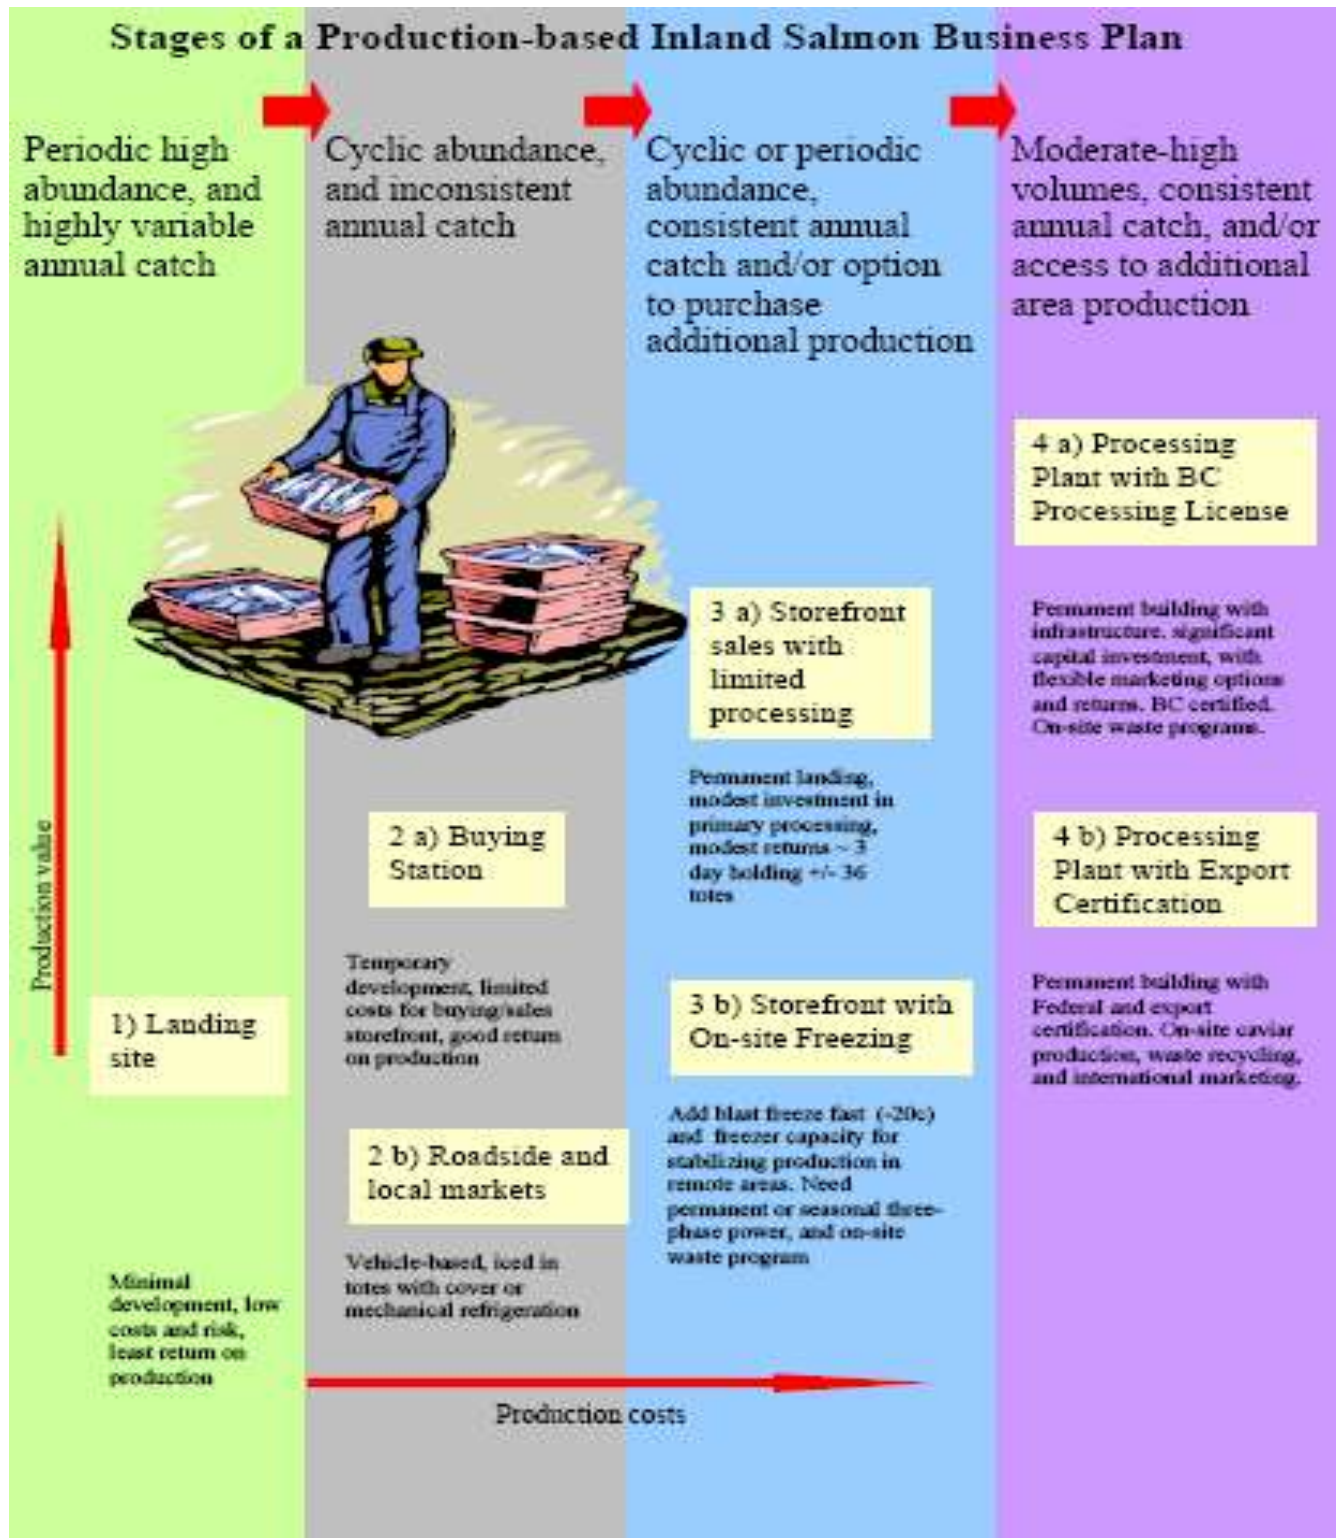 Stages of a Production-based Inland Salmon Business Plan
Periodic high
abundance, and
highly variable
annual catch
Cyclic abundance,
and inconsistent
annual catch
Cyclic or periodic
abundance,
consistent annual
catch and/or option
to purchase
additional production
Moderate-high
volumes, consistent
annual catch, and/or
access to additional
area production
Production value
1) Landing
site
Minimal
development, low
costs and risk,
least return on
production
2 a) Buying
Station
Temporary
development, limited
costs for buying/sales
storefront, good return
on production
2 b) Roadside and
local markets
Vehicle-based, iced in
totes with cover or
mechanical refrigeration
3 a) Storefront
sales with
limited
processing
Permanent landing,
modest investment in
primary processing,
modest returns ~ 3
day holding +/- 36
totes
3 b) Storefront with
On-site Freezing
Add blast freeze fast (-20c)
and freezer capacity for
stabilizing production in
remote areas. Need
permanent or seasonal three-
phase power, and on-site
waste program
4 a) Processing
Plant with BC
Processing License
Permanent building with
infrastructure, significant
capital investment, with
flexible marketing options
and returns. BC certified.
On-site waste programs.
4 b) Processing
Plant with Export
Certification
Permanent building with
Federal and export
certification. On-site caviar
production, waste recycling,
and international marketing.
Production costs